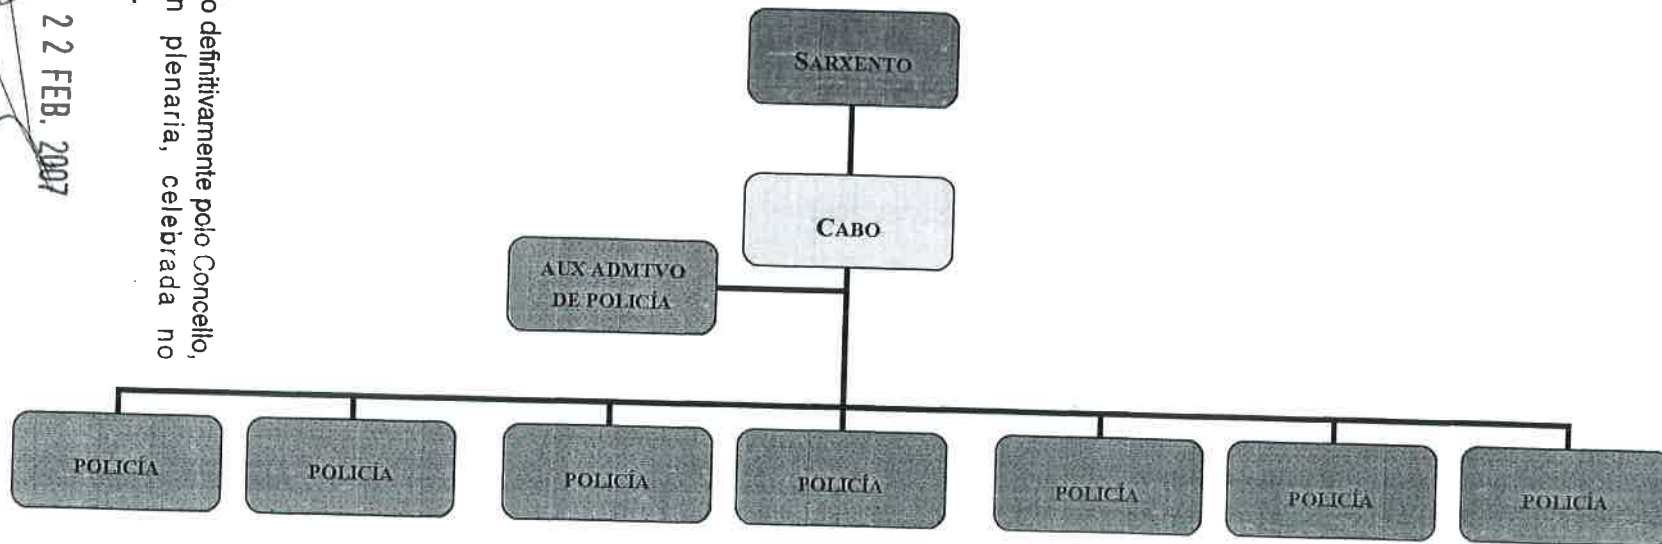 o definitivamente polo Concello,
n plenaria, celebrada no
2 2 FEB. 2007
SARXENTO
CABO
AUX ADMTVO
DE POLICÍA
POLICÍA
POLICÍA
POLICÍA
POLICÍA
POLICÍA
POLICÍA
POLICÍA